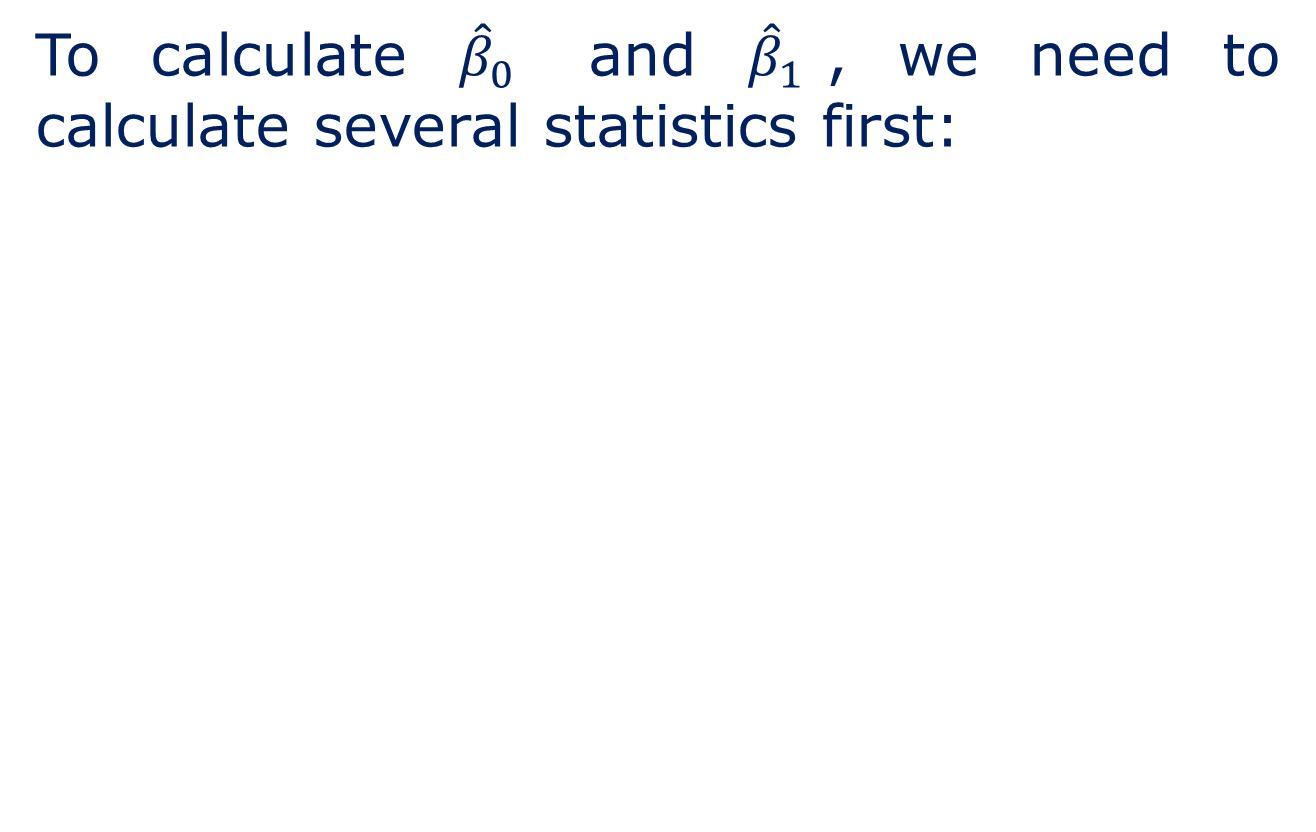 To calculate β̂₀ and β̂₁ , we need to
calculate several statistics first: